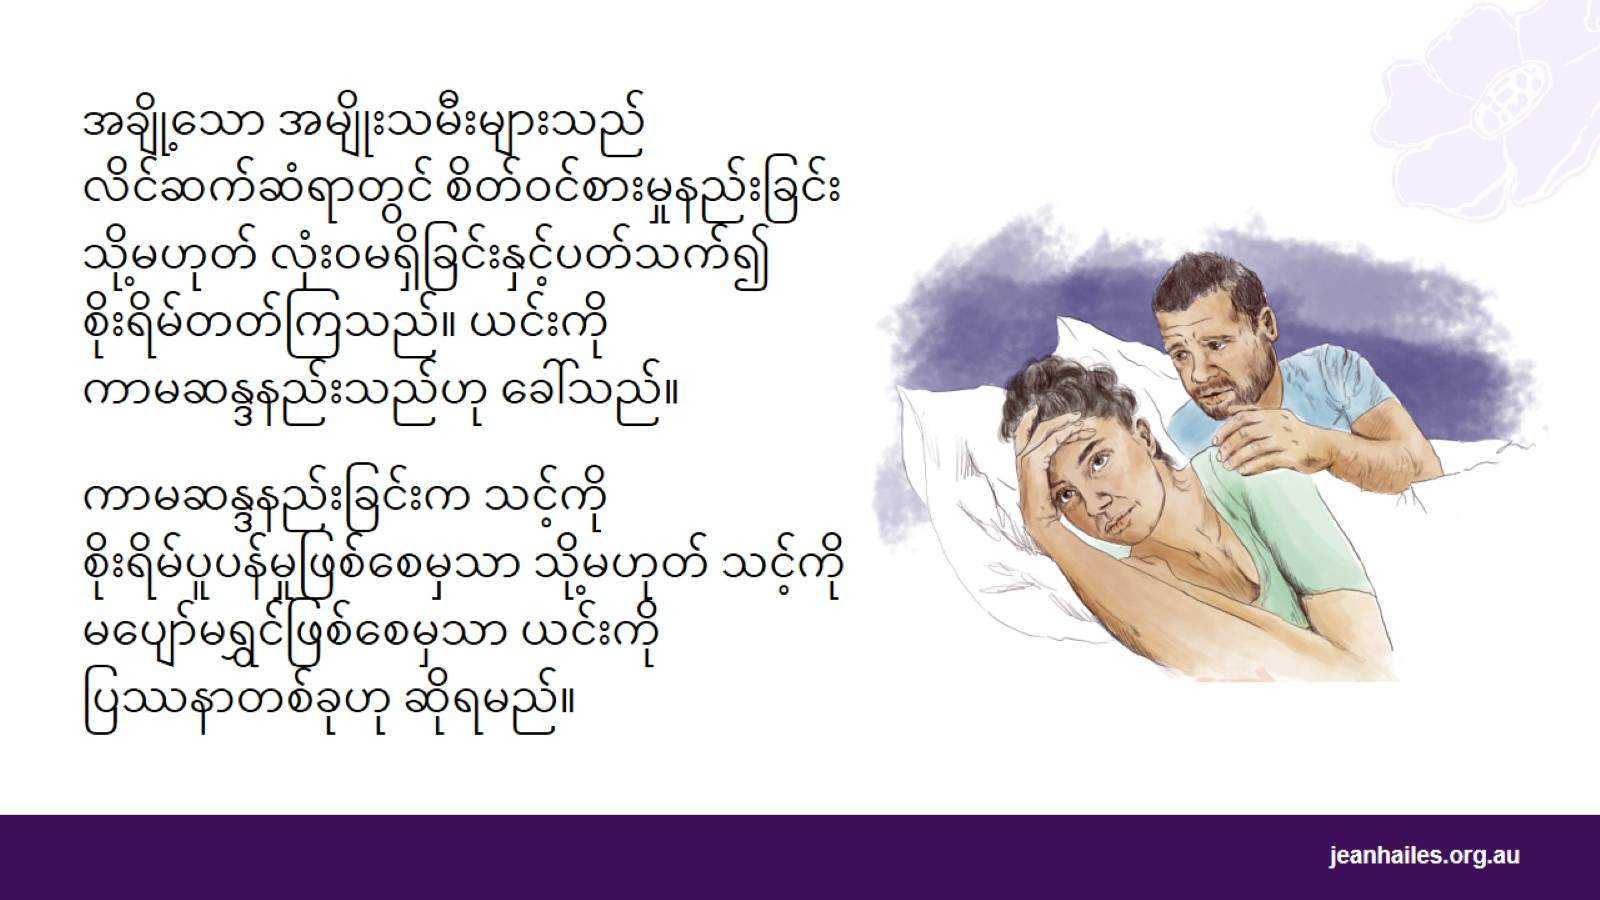 အချို့သော အမျိုးသမီးများသည်
လိင်ဆက်ဆံရာတွင် စိတ်ဝင်စားမှုနည်းခြင်း
သို့မဟုတ် လုံးဝမရှိခြင်းနှင့်ပတ်သက်၍
စိုးရိမ်တတ်ကြသည်။ ယင်းကို
ကာမဆန္ဒနည်းသည်ဟု ခေါ်သည်။
ကာမဆန္ဒနည်းခြင်းက သင့်ကို
စိုးရိမ်ပူပန်မှုဖြစ်စေမှသာ သို့မဟုတ် သင့်ကို
မပျော်မရွှင်ဖြစ်စေမှသာ ယင်းကို
ပြဿနာတစ်ခုဟု ဆိုရမည်။
jeanhailes.org.au